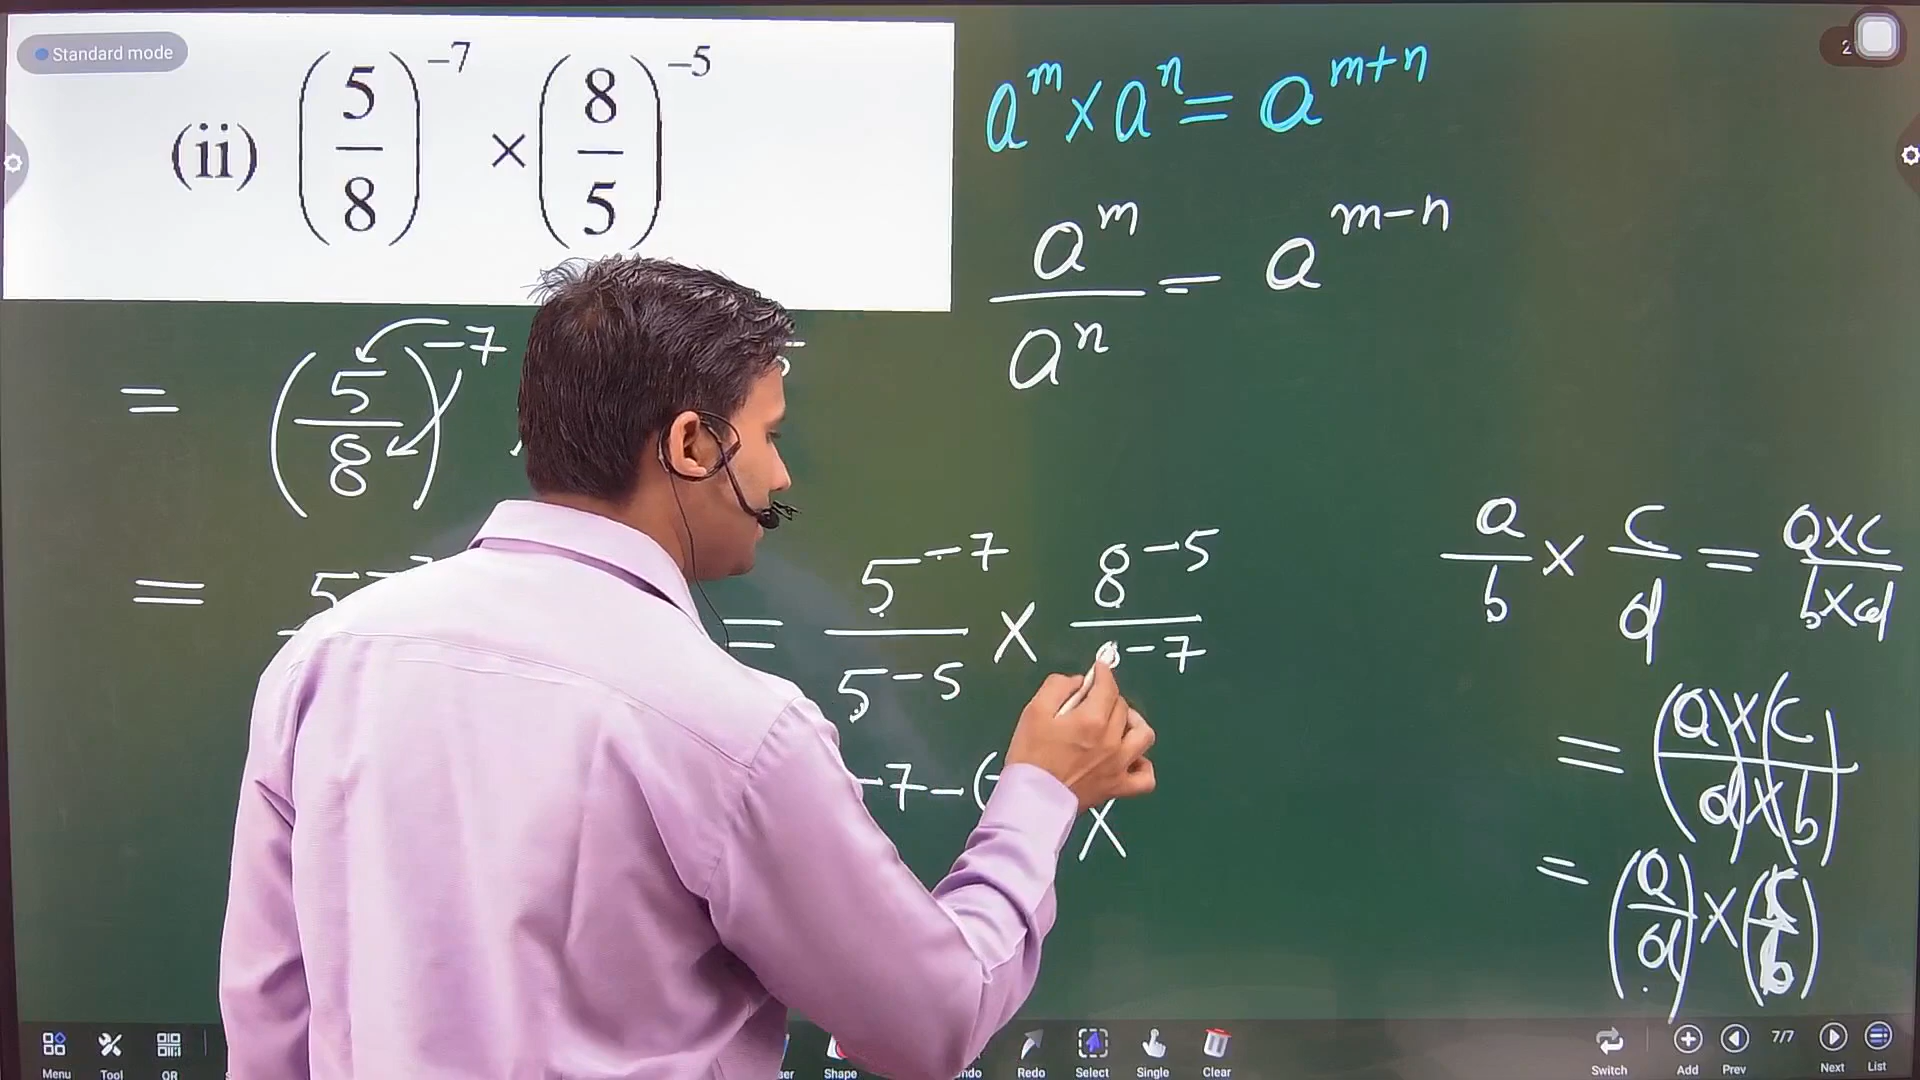 Standard mode
(ii) (5/8)^–7 × (8/5)^–5
a^m × a^n = a^m+n
a^m/a^n = a^m-n
= (5/8)^-7
= 5^-7/5^-5 × 8^-5/8^-7
-7-( ×
a/b × c/d = a×c/b×d
= (a)×(c)/(d)×(b)
= (a/d) × (c/b)
Menu Tool QR Shape Redo Select Single Clear Switch Add Prev 7/7 Next List